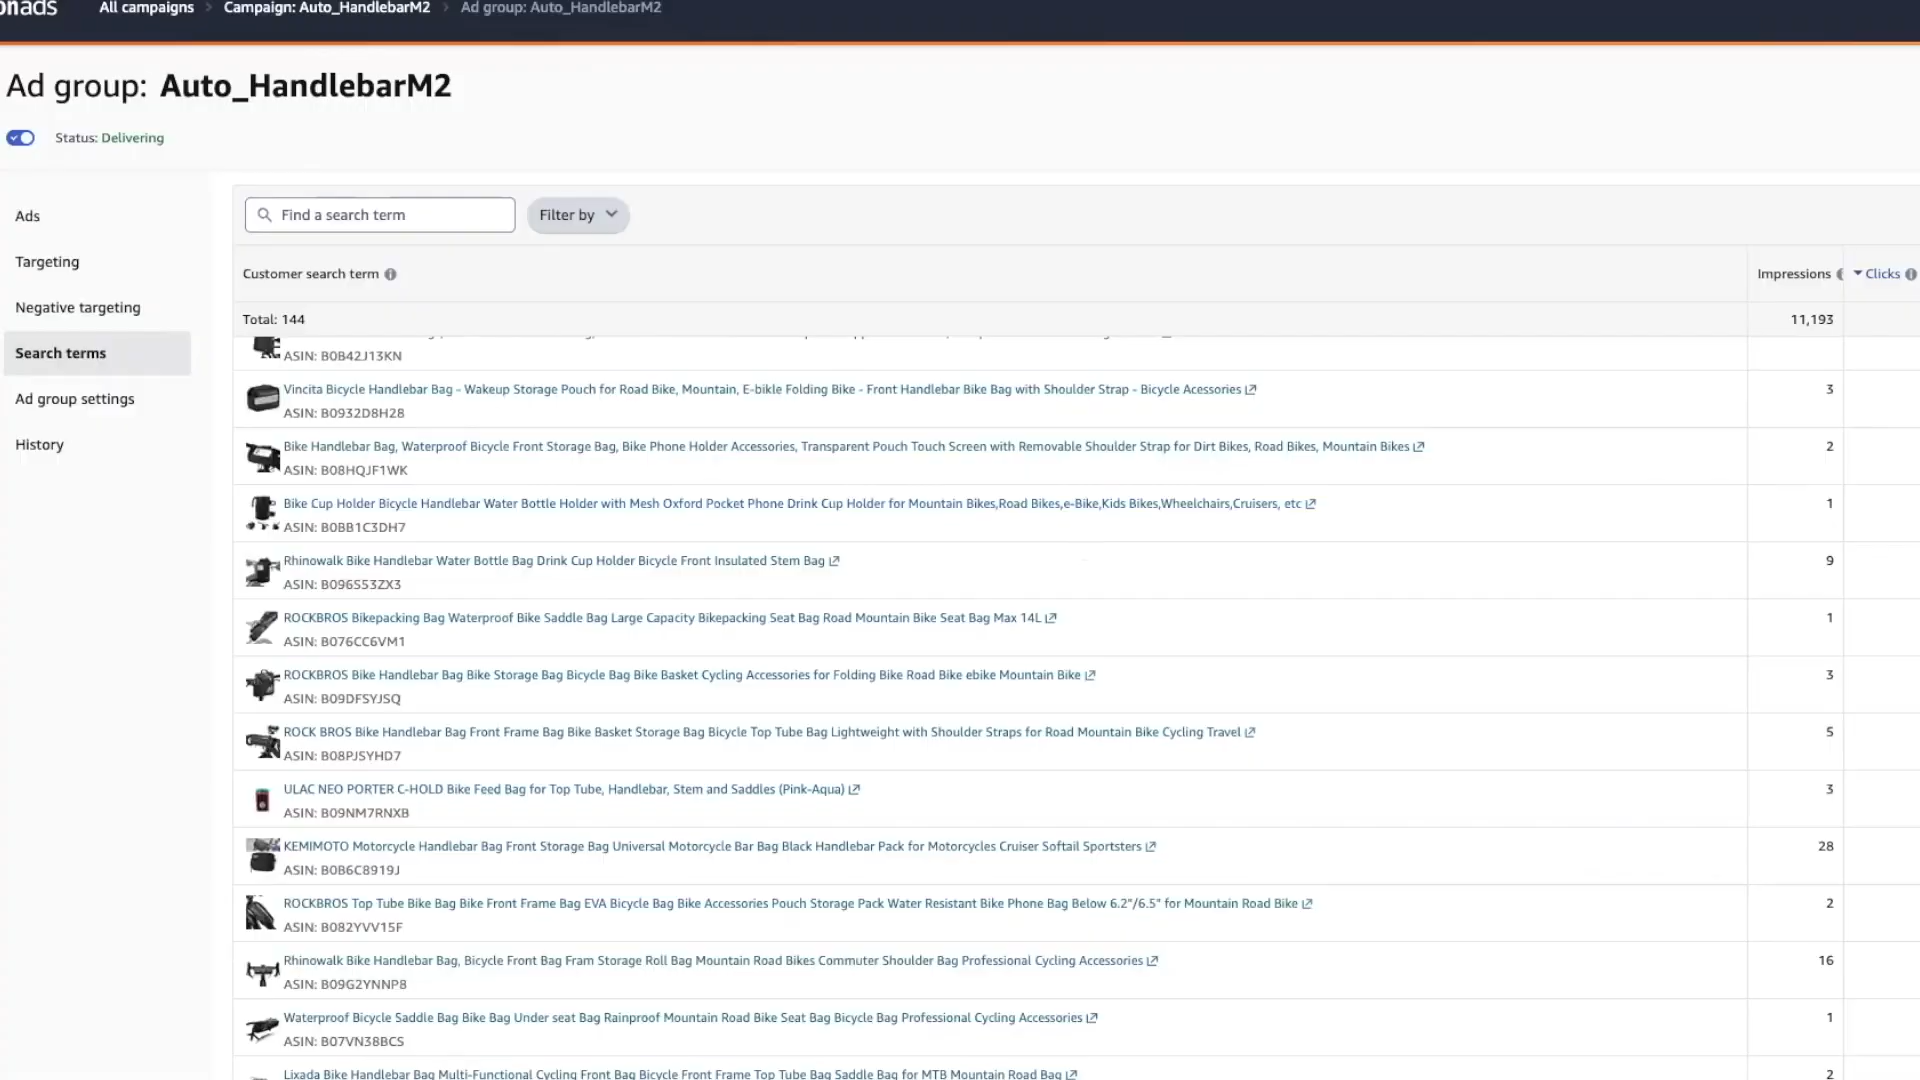 onads All campaigns Campaign: Auto_HandlebarM2 Ad group: Auto_HandlebarM2
Ad group: Auto_HandlebarM2
Status: Delivering
Ads
Targeting
Negative targeting
Search terms
Ad group settings
History
Find a search term Filter by
Customer search term Impressions Clicks
Total: 144 11,193
ASIN: B0B42J13KN
Vincita Bicycle Handlebar Bag - Wakeup Storage Pouch for Road Bike, Mountain, E-bikle Folding Bike - Front Handlebar Bike Bag with Shoulder Strap - Bicycle Acessories 3
ASIN: B0932D8H28
Bike Handlebar Bag, Waterproof Bicycle Front Storage Bag, Bike Phone Holder Accessories, Transparent Pouch Touch Screen with Removable Shoulder Strap for Dirt Bikes, Road Bikes, Mountain Bikes 2
ASIN: B08HQJF1WK
Bike Cup Holder Bicycle Handlebar Water Bottle Holder with Mesh Oxford Pocket Phone Drink Cup Holder for Mountain Bikes,Road Bikes,e-Bike,Kids Bikes,Wheelchairs,Cruisers, etc 1
ASIN: B0BB1C3DH7
Rhinowalk Bike Handlebar Water Bottle Bag Drink Cup Holder Bicycle Front Insulated Stem Bag 9
ASIN: B096S53ZX3
ROCKBROS Bikepacking Bag Waterproof Bike Saddle Bag Large Capacity Bikepacking Seat Bag Road Mountain Bike Seat Bag Max 14L 1
ASIN: B076CC6VM1
ROCKBROS Bike Handlebar Bag Bike Storage Bag Bicycle Bag Bike Basket Cycling Accessories for Folding Bike Road Bike ebike Mountain Bike 3
ASIN: B09DFSYJSQ
ROCK BROS Bike Handlebar Bag Front Frame Bag Bike Basket Storage Bag Bicycle Top Tube Bag Lightweight with Shoulder Straps for Road Mountain Bike Cycling Travel 5
ASIN: B08PJSYHD7
ULAC NEO PORTER C-HOLD Bike Feed Bag for Top Tube, Handlebar, Stem and Saddles (Pink-Aqua) 3
ASIN: B09NM7RNXB
KEMIMOTO Motorcycle Handlebar Bag Front Storage Bag Universal Motorcycle Bar Bag Black Handlebar Pack for Motorcycles Cruiser Softail Sportsters 28
ASIN: B0B6C8919J
ROCKBROS Top Tube Bike Bag Bike Front Frame Bag EVA Bicycle Bag Bike Accessories Pouch Storage Pack Water Resistant Bike Phone Bag Below 6.2"/6.5" for Mountain Road Bike 2
ASIN: B082YVV15F
Rhinowalk Bike Handlebar Bag, Bicycle Front Bag Fram Storage Roll Bag Mountain Road Bikes Commuter Shoulder Bag Professional Cycling Accessories 16
ASIN: B09G2YNNP8
Waterproof Bicycle Saddle Bag Bike Bag Under seat Bag Rainproof Mountain Road Bike Seat Bag Bicycle Bag Professional Cycling Accessories 1
ASIN: B07VN38BCS
Lixada Bike Handlebar Bag Multi-Functional Cycling Front Bag Bicycle Front Frame Top Tube Bag Saddle Bag for MTB Mountain Road Bag 2